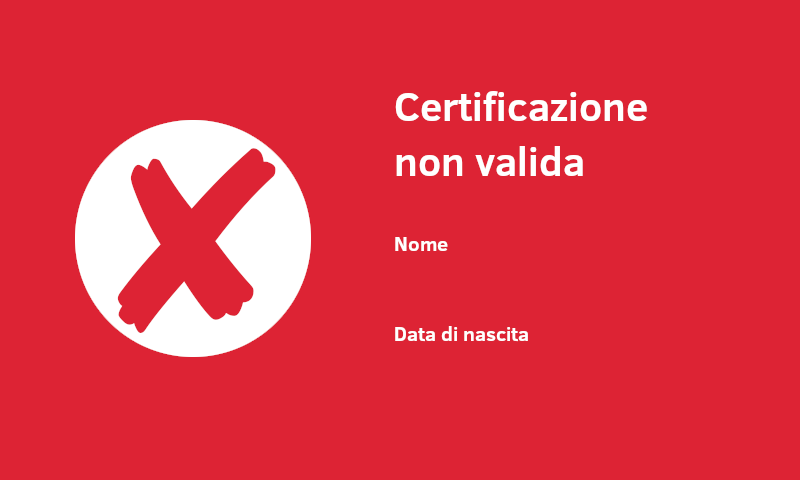 Certificazione
non valida
Nome
Data di nascita